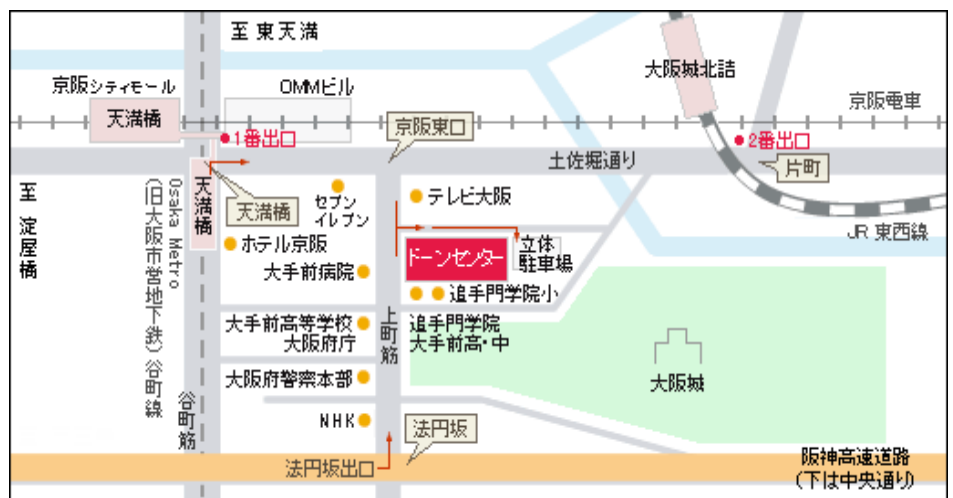 至 東天満
大阪城北詰
京阪シティモール
OMMビル
京阪電車
天満橋
1番出口
京阪東口
2番出口
土佐堀通り
片町
至 淀屋橋
Osaka Metro
(旧大阪市営地下鉄)谷町線
天満橋
天満橋
セブン
イレブン
テレビ大阪
ホテル京阪
ドーンセンター
立体
駐車場
JR 東西線
大手前病院
追手門学院小
大手前高等学校
大阪府庁
上町筋
追手門学院
大手前高・中
大阪城
大阪府警察本部
谷町筋
NHK
法円坂
法円坂出口
阪神高速道路
(下は中央通り)